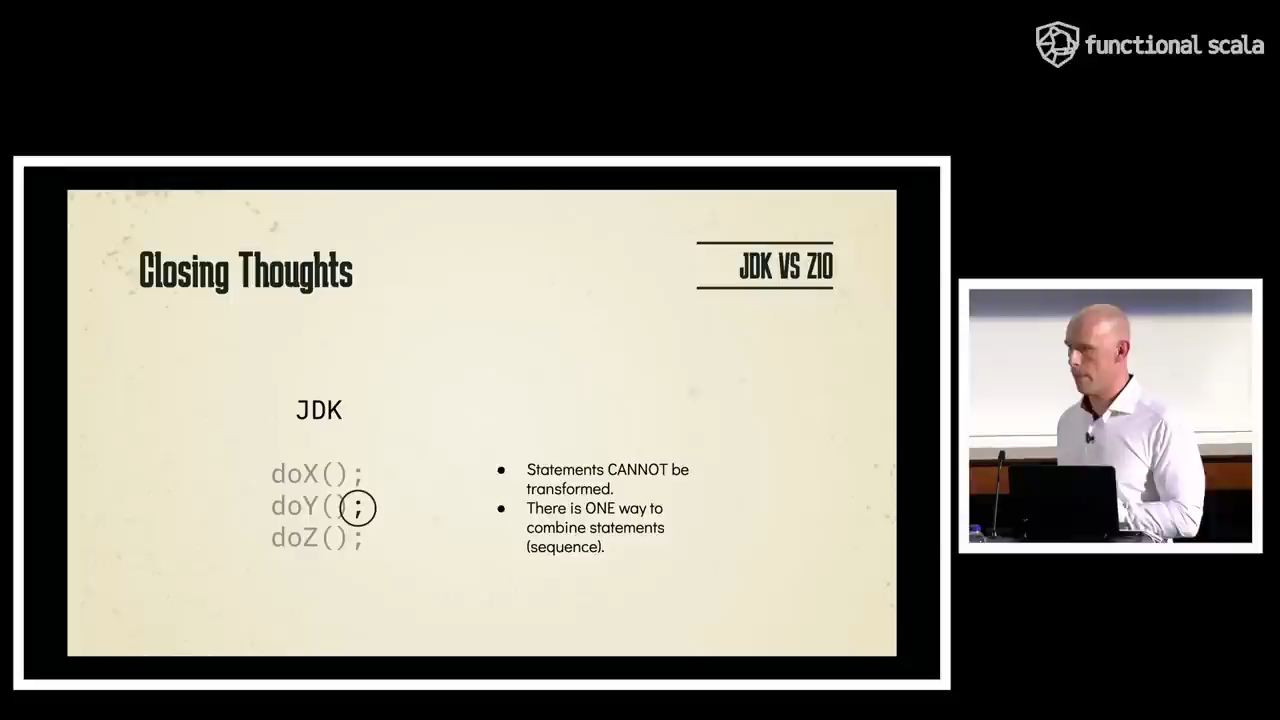 functional scala
Closing Thoughts
JDK VS ZIO
JDK
doX();
doY();
doZ();
● Statements CANNOT be
transformed.
● There is ONE way to
combine statements
(sequence).